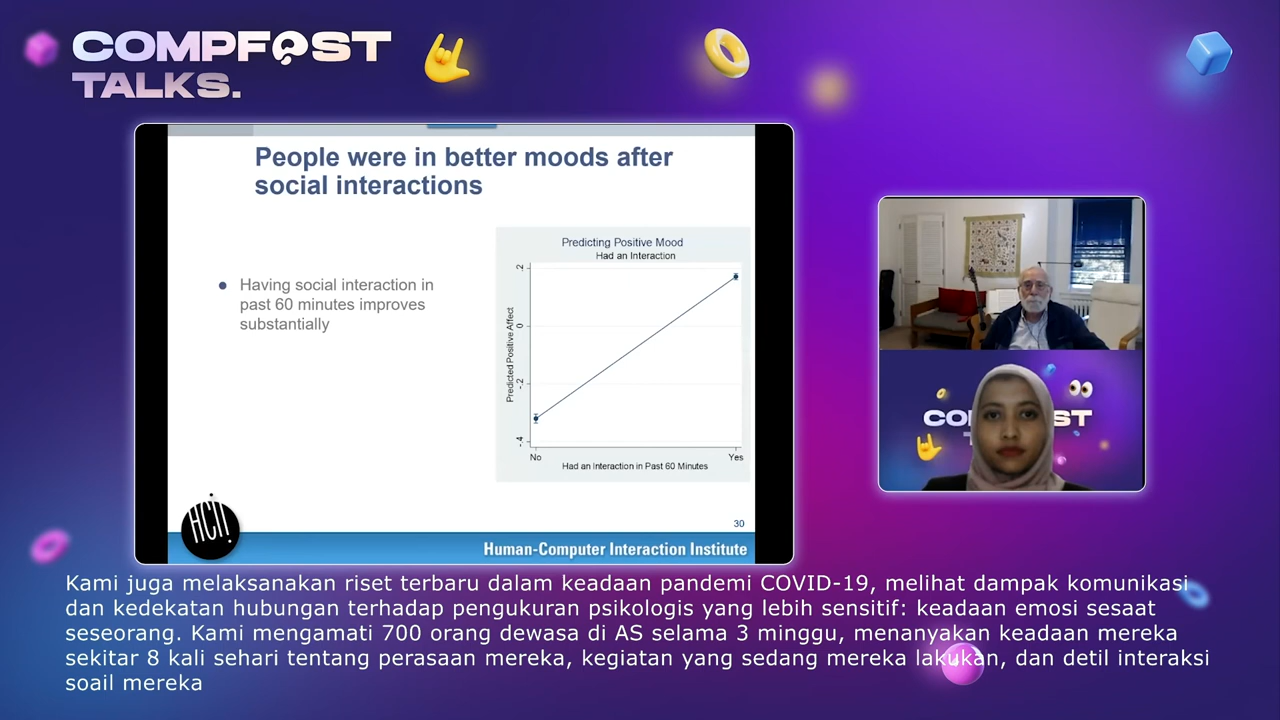 COMPFEST
TALKS.
People were in better moods after
social interactions
Having social interaction in
past 60 minutes improves
substantially
Predicting Positive Mood
Had an Interaction
Predicted Positive Affect
.2
0
-.2
-.4
No
Yes
Had an Interaction in Past 60 Minutes
30
HCII
Human-Computer Interaction Institute
COMP ST
Kami juga melaksanakan riset terbaru dalam keadaan pandemi COVID-19, melihat dampak komunikasi
dan kedekatan hubungan terhadap pengukuran psikologis yang lebih sensitif: keadaan emosi sesaat
seseorang. Kami mengamati 700 orang dewasa di AS selama 3 minggu, menanyakan keadaan mereka
sekitar 8 kali sehari tentang perasaan mereka, kegiatan yang sedang mereka lakukan, dan detil interaksi
soail mereka